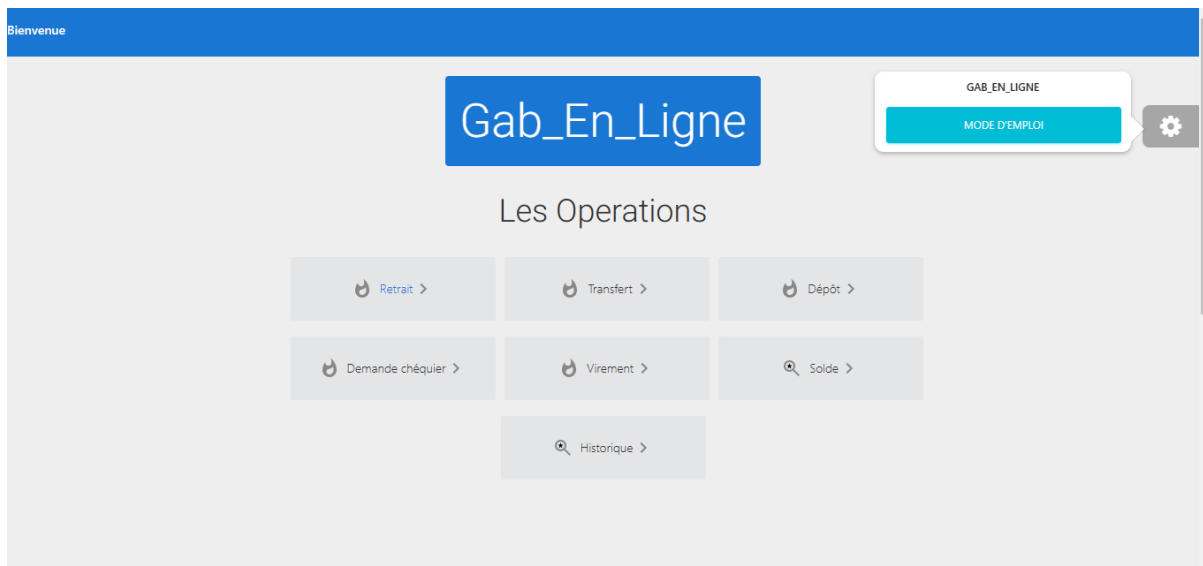 Bienvenue
GAB_EN_LIGNE
Gab_En_Ligne
MODE D'EMPLOI
Les Operations
Retrait
Transfert
Dépôt
Demande chéquier
Virement
Solde
Historique